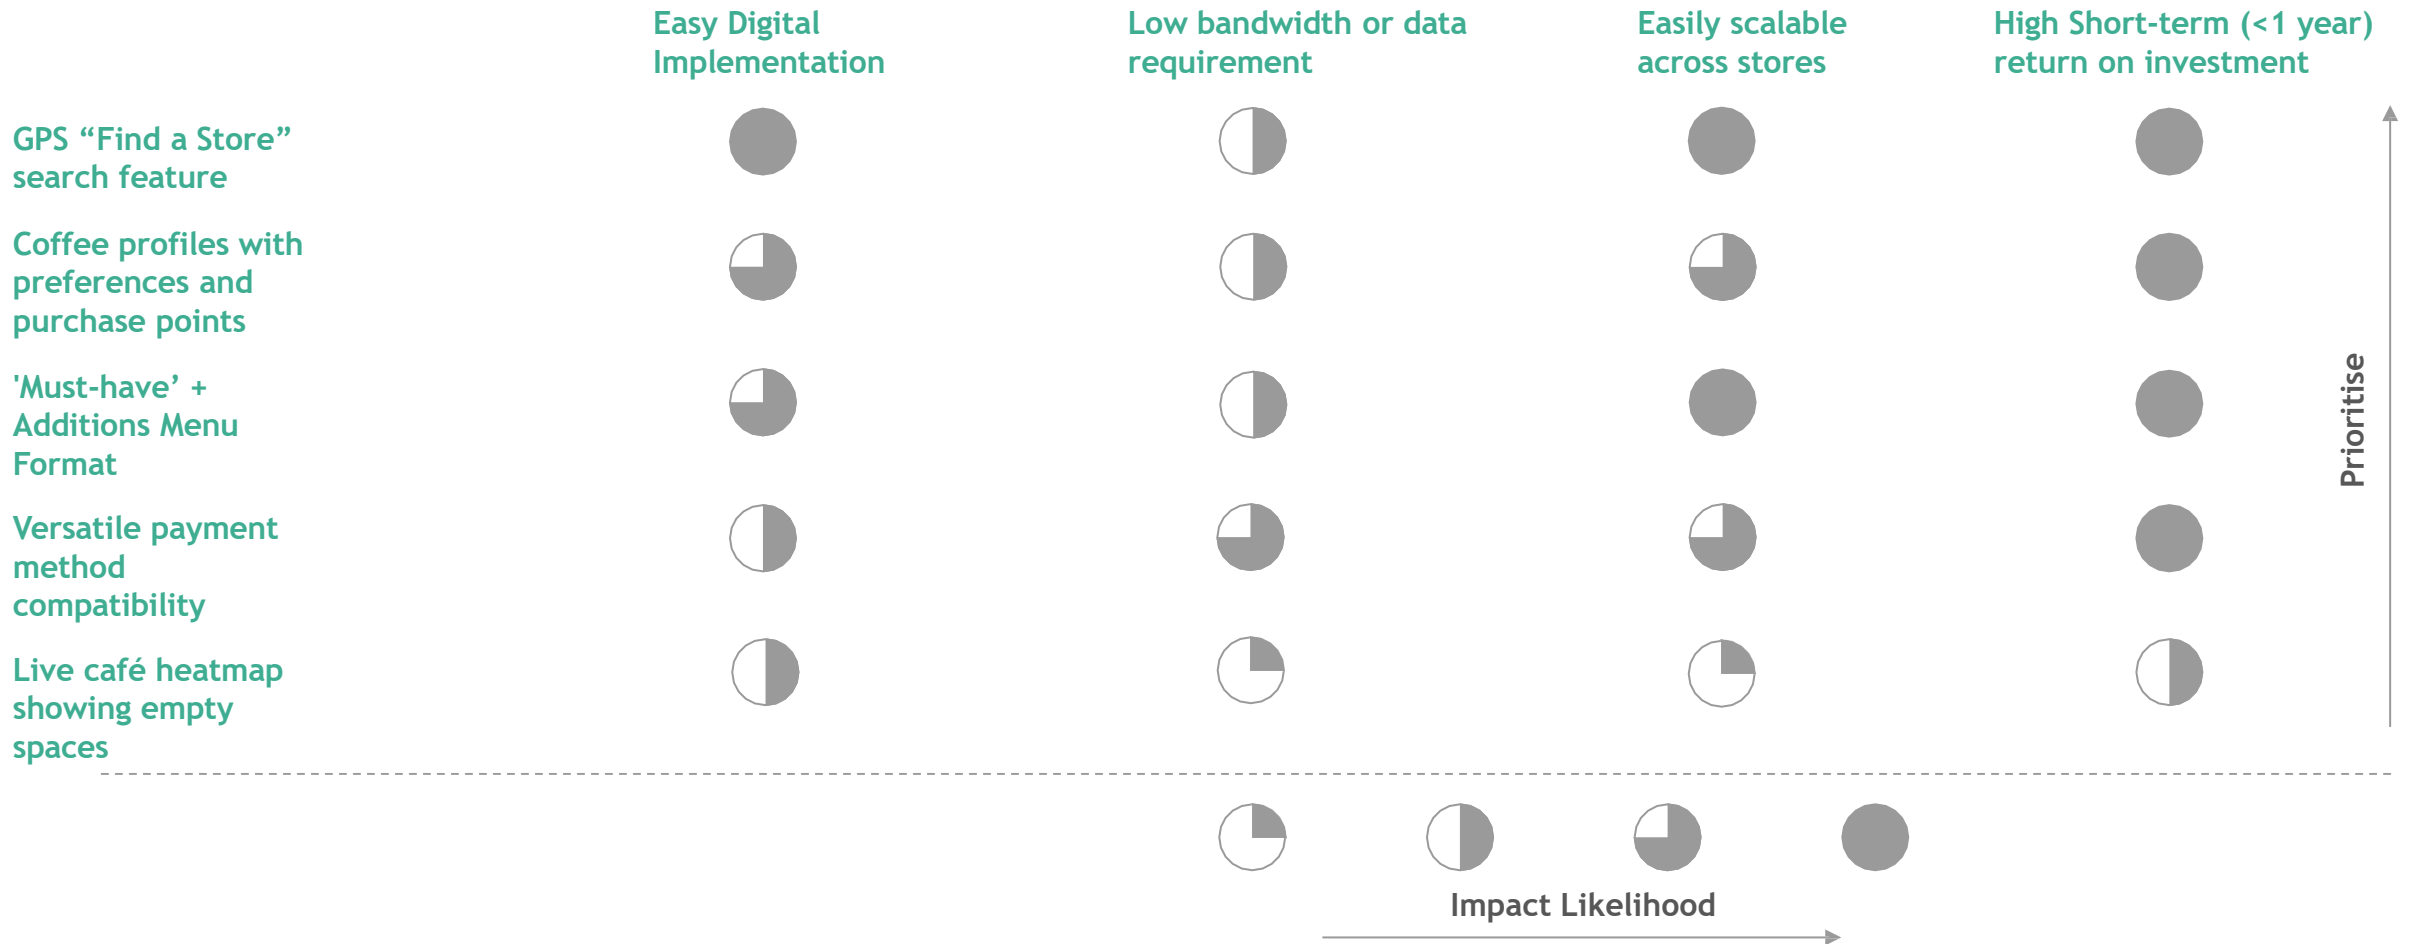 Easy Digital
Implementation
Low bandwidth or data
requirement
Easily scalable
across stores
High Short-term (<1 year)
return on investment
GPS “Find a Store”
search feature
Coffee profiles with
preferences and
purchase points
'Must-have’ +
Additions Menu
Format
Versatile payment
method
compatibility
Live café heatmap
showing empty
spaces
Prioritise
Impact Likelihood